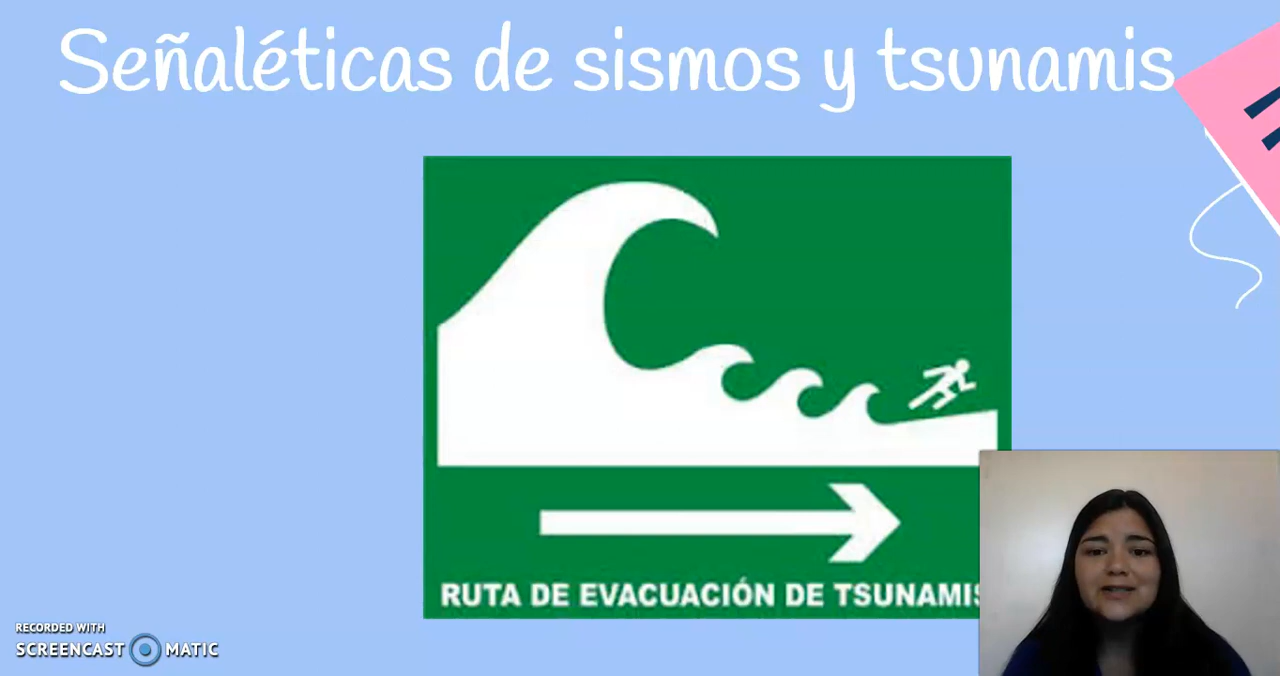 Señaléticas de sismos y tsunamis
RUTA DE EVACUACIÓN DE TSUNAMIS
RECORDED WITH
SCREENCAST MATIC